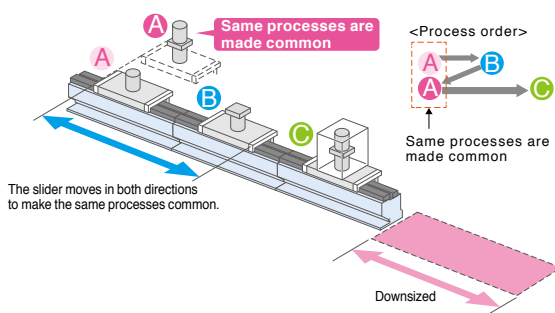 A
Same processes are
made common
A
B
C
The slider moves in both directions
to make the same processes common.
Downsized
<Process order>
A
B
A
C
Same processes are
made common